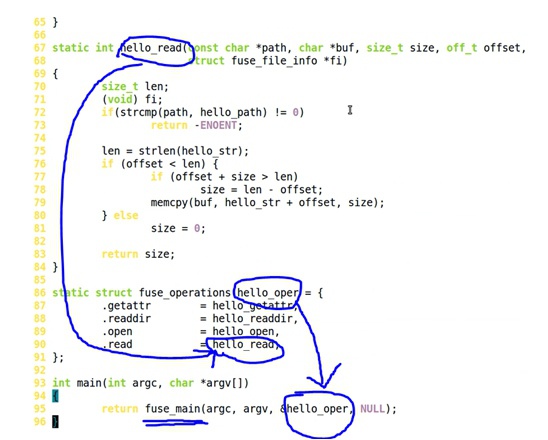 65 }
66
67 static int hello_read(const char *path, char *buf, size_t size, off_t offset,
68 struct fuse_file_info *fi)
69 {
70 size_t len;
71 (void) fi;
72 if(strcmp(path, hello_path) != 0)
73 return -ENOENT;
74
75 len = strlen(hello_str);
76 if (offset < len) {
77 if (offset + size > len)
78 size = len - offset;
79 memcpy(buf, hello_str + offset, size);
80 } else
81 size = 0;
82
83 return size;
84 }
85
86 static struct fuse_operations hello_oper = {
87 .getattr = hello_getattr,
88 .readdir = hello_readdir,
89 .open = hello_open,
90 .read = hello_read,
91 };
92
93 int main(int argc, char *argv[])
94 {
95 return fuse_main(argc, argv, &hello_oper, NULL);
96 }